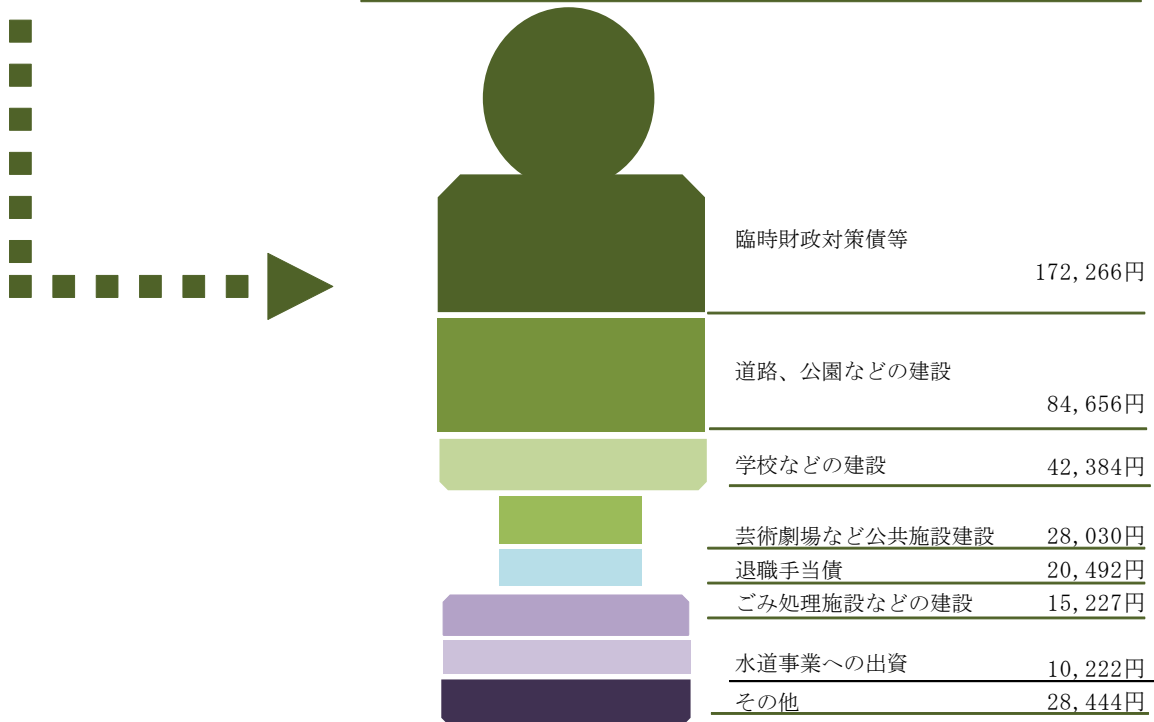 臨時財政対策債等
172,266円
道路、公園などの建設
84,656円
学校などの建設 42,384円
芸術劇場など公共施設建設 28,030円
退職手当債 20,492円
ごみ処理施設などの建設 15,227円
水道事業への出資 10,222円
その他 28,444円